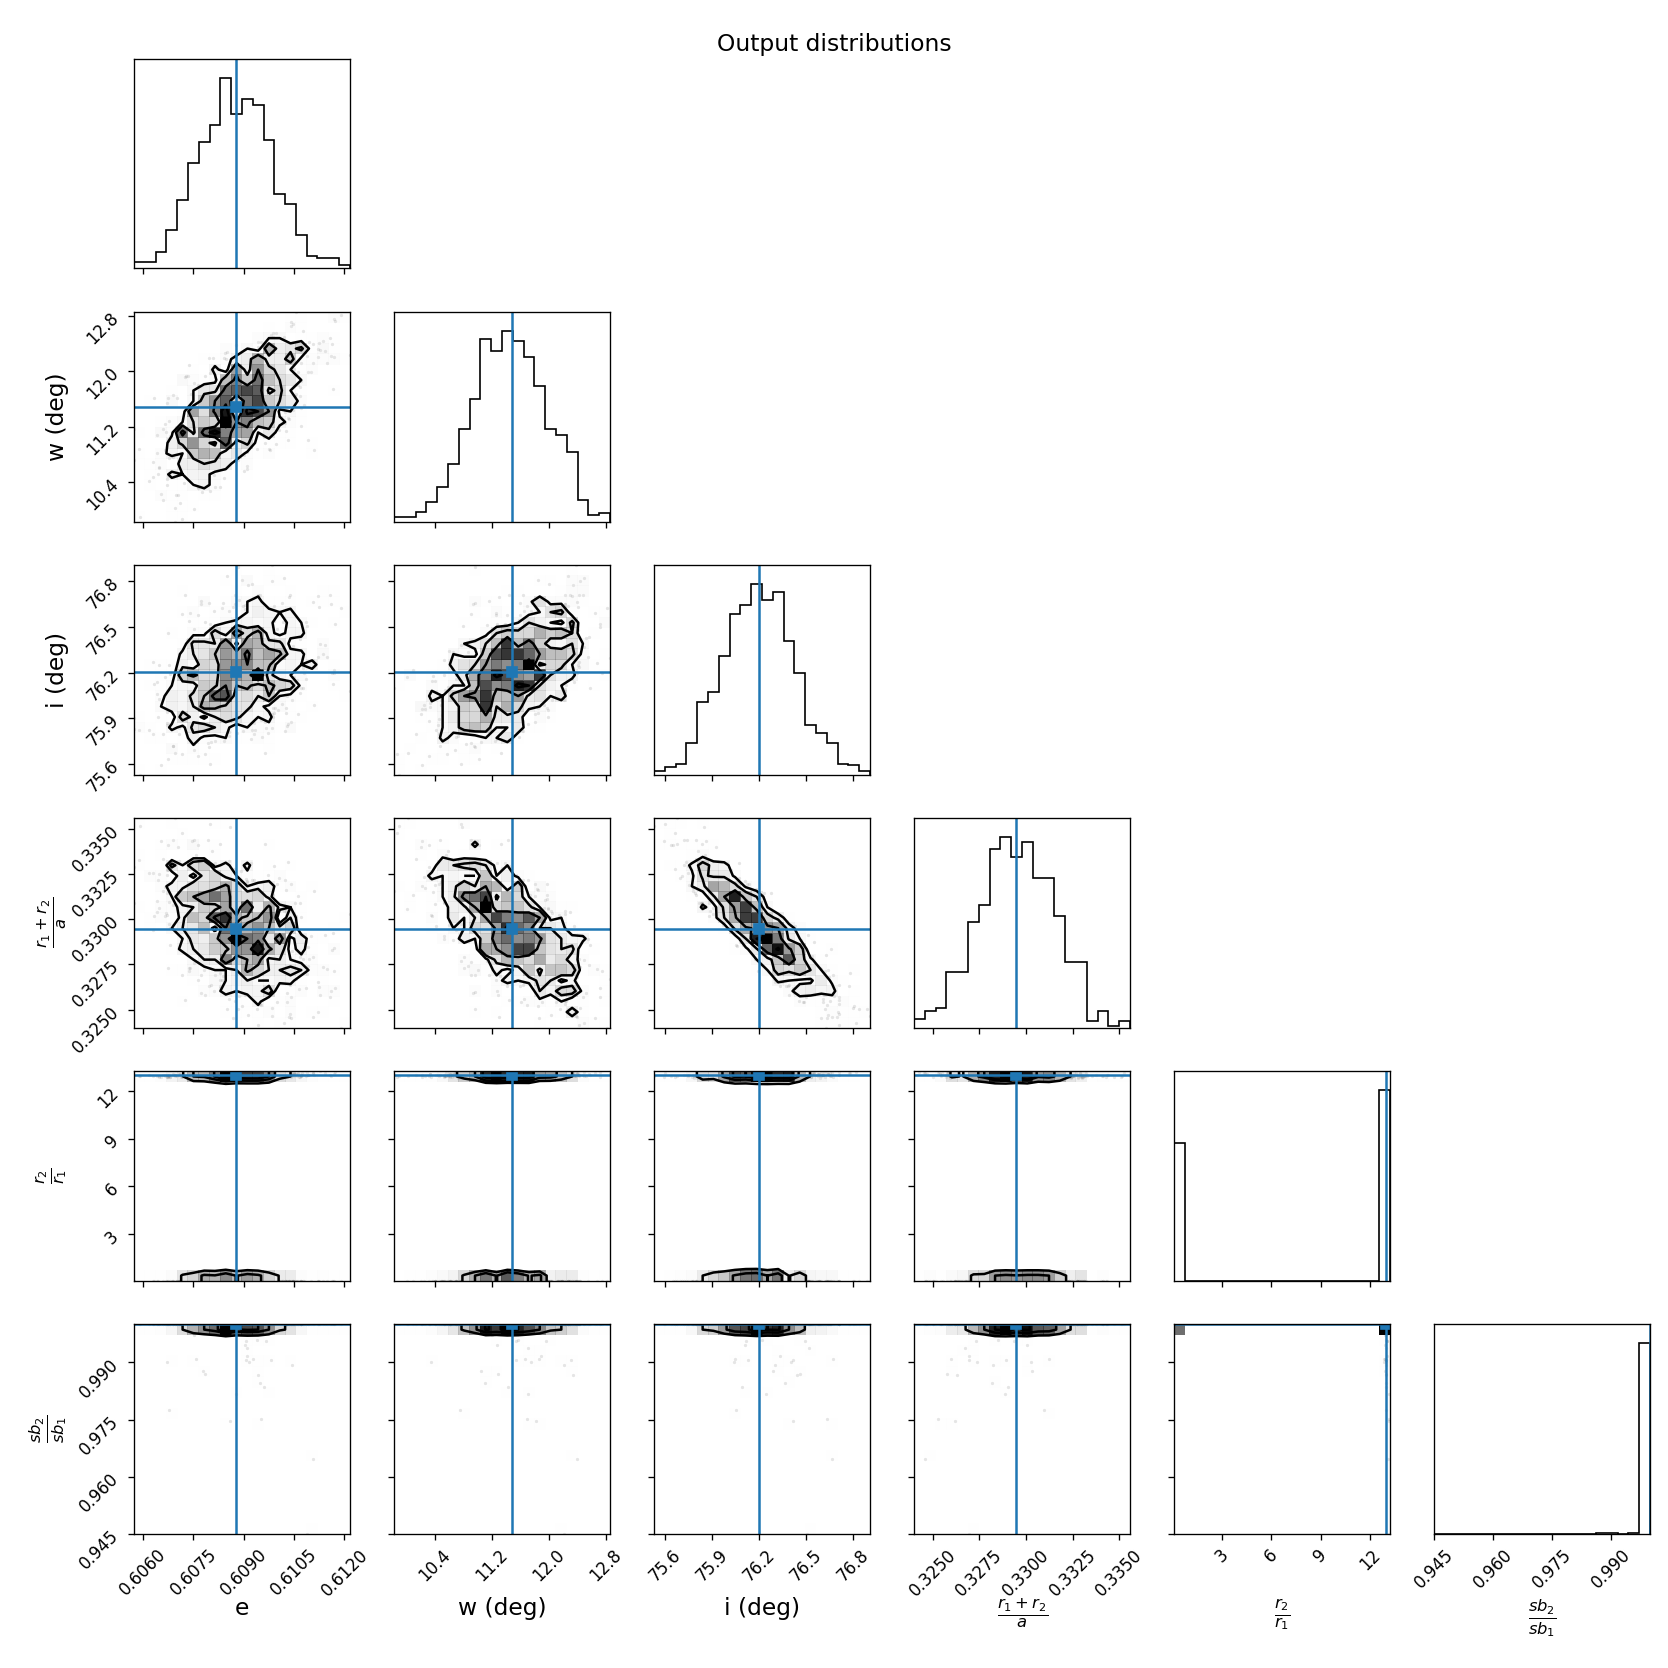 Output distributions
w (deg)
12.8
12.0
11.2
10.4
i (deg)
76.8
76.5
76.2
75.9
75.6
r₁ + r₂
a
0.3350
0.3325
0.3300
0.3275
0.3250
r₂
r₁
12
9
6
3
sb₂
sb₁
0.990
0.975
0.960
0.945
0.6060 0.6075 0.6090 0.6105 0.6120
10.4 11.2 12.0 12.8
75.6 75.9 76.2 76.5 76.8
0.3250 0.3275 0.3300 0.3325 0.3350
3 6 9 12
0.945 0.960 0.975 0.990
e
w (deg)
i (deg)
r₁ + r₂
a
r₂
r₁
sb₂
sb₁